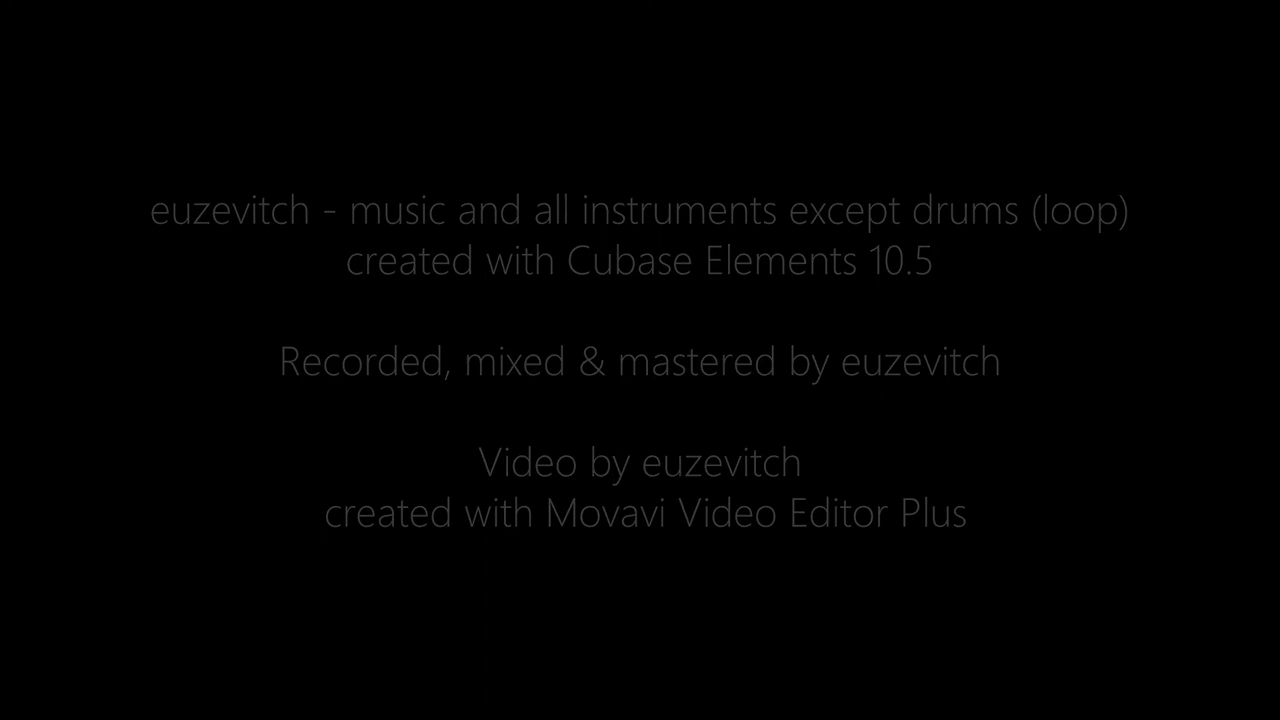 euzevitch - music and all instruments except drums (loop)
created with Cubase Elements 10.5
Recorded, mixed & mastered by euzevitch
Video by euzevitch
created with Movavi Video Editor Plus